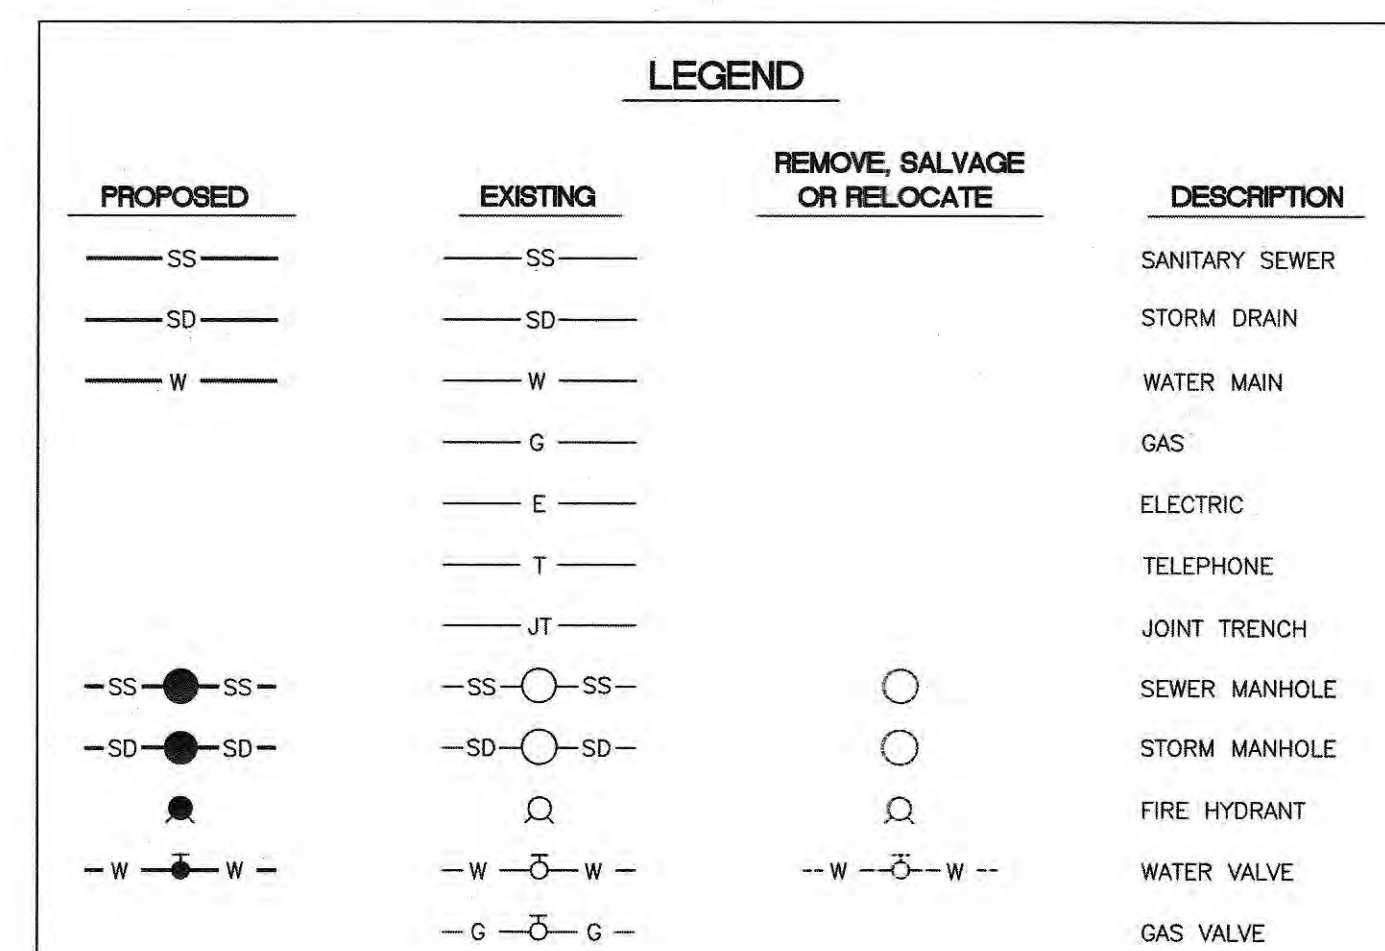 LEGEND
REMOVE, SALVAGE
PROPOSED EXISTING OR RELOCATE DESCRIPTION
SS SS SANITARY SEWER
SD SD STORM DRAIN
W W WATER MAIN
G GAS
E ELECTRIC
T TELEPHONE
JT JOINT TRENCH
SS SS SS SS SEWER MANHOLE
SD SD SD SD STORM MANHOLE
FIRE HYDRANT
W W W W W W WATER VALVE
G G GAS VALVE